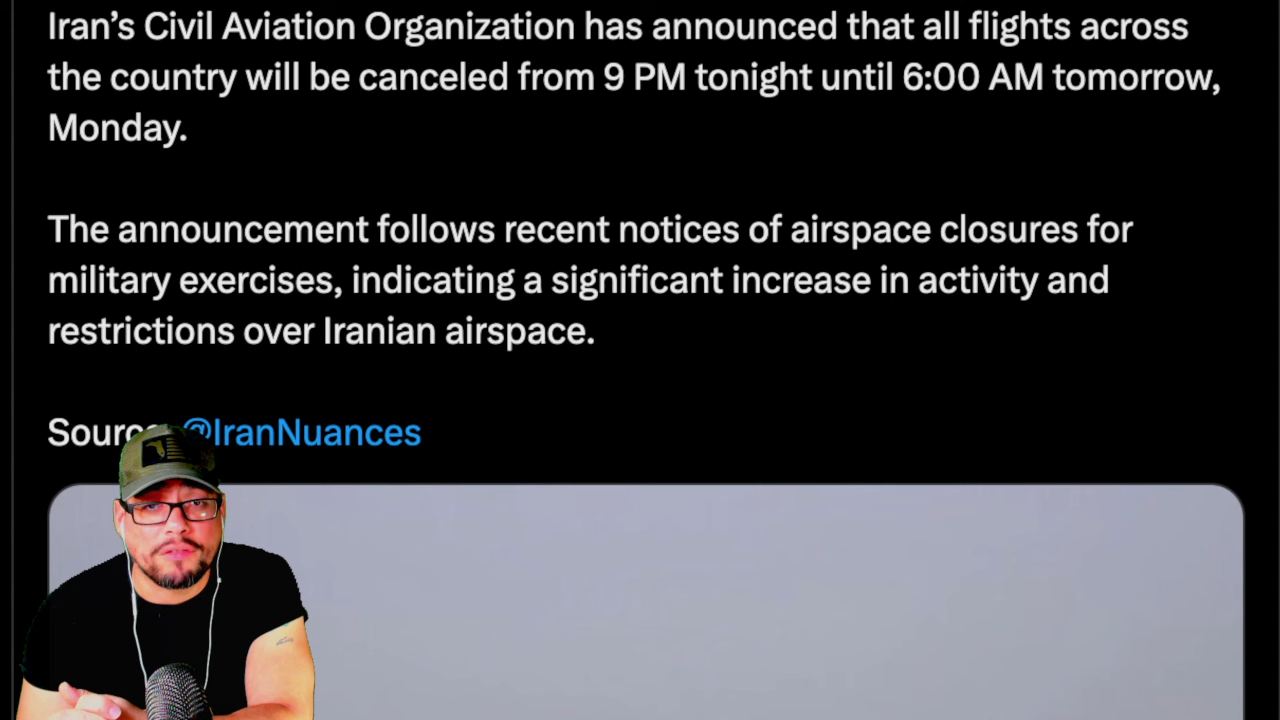 Iran’s Civil Aviation Organization has announced that all flights across
the country will be canceled from 9 PM tonight until 6:00 AM tomorrow,
Monday.
The announcement follows recent notices of airspace closures for
military exercises, indicating a significant increase in activity and
restrictions over Iranian airspace.
Source @IranNuances